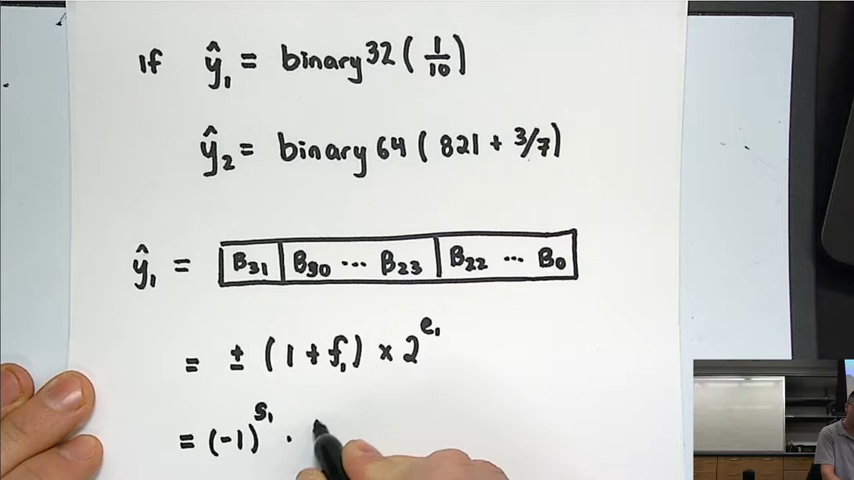 If ŷ₁ = binary32 (1/10)
ŷ₂ = binary64 (821 + 3/7)
ŷ₁ = B₃₁ B₃₀ ... B₂₃ B₂₂ ... B₀
= ± (1 + f₁) × 2^e₁
= (-1)^s₁ ·